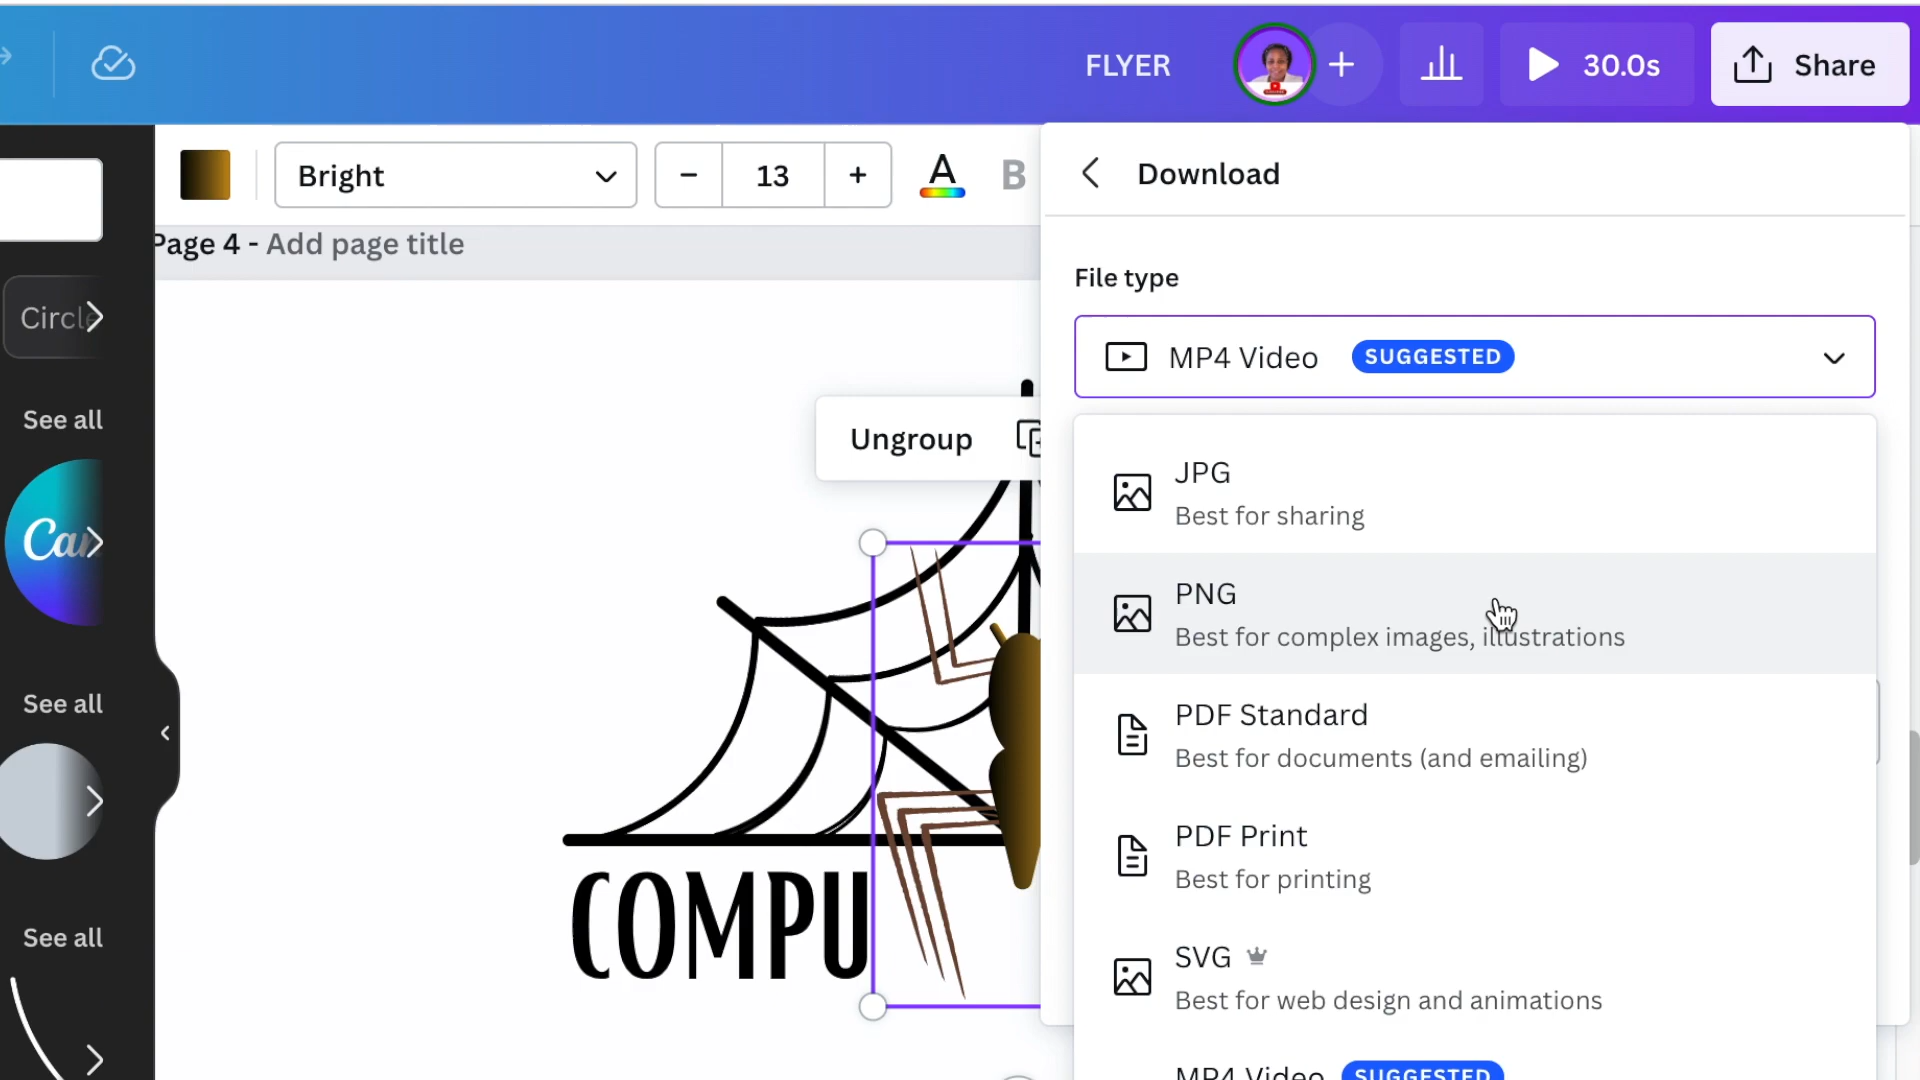 FLYER
30.0s
Share
Bright
13
A
B
Download
Page 4 - Add page title
File type
MP4 Video SUGGESTED
Circle
See all
Ungroup
JPG
Best for sharing
Can
PNG
Best for complex images, illustrations
See all
PDF Standard
Best for documents (and emailing)
PDF Print
Best for printing
COMPU
See all
SVG
Best for web design and animations
MP4 Video SUGGESTED